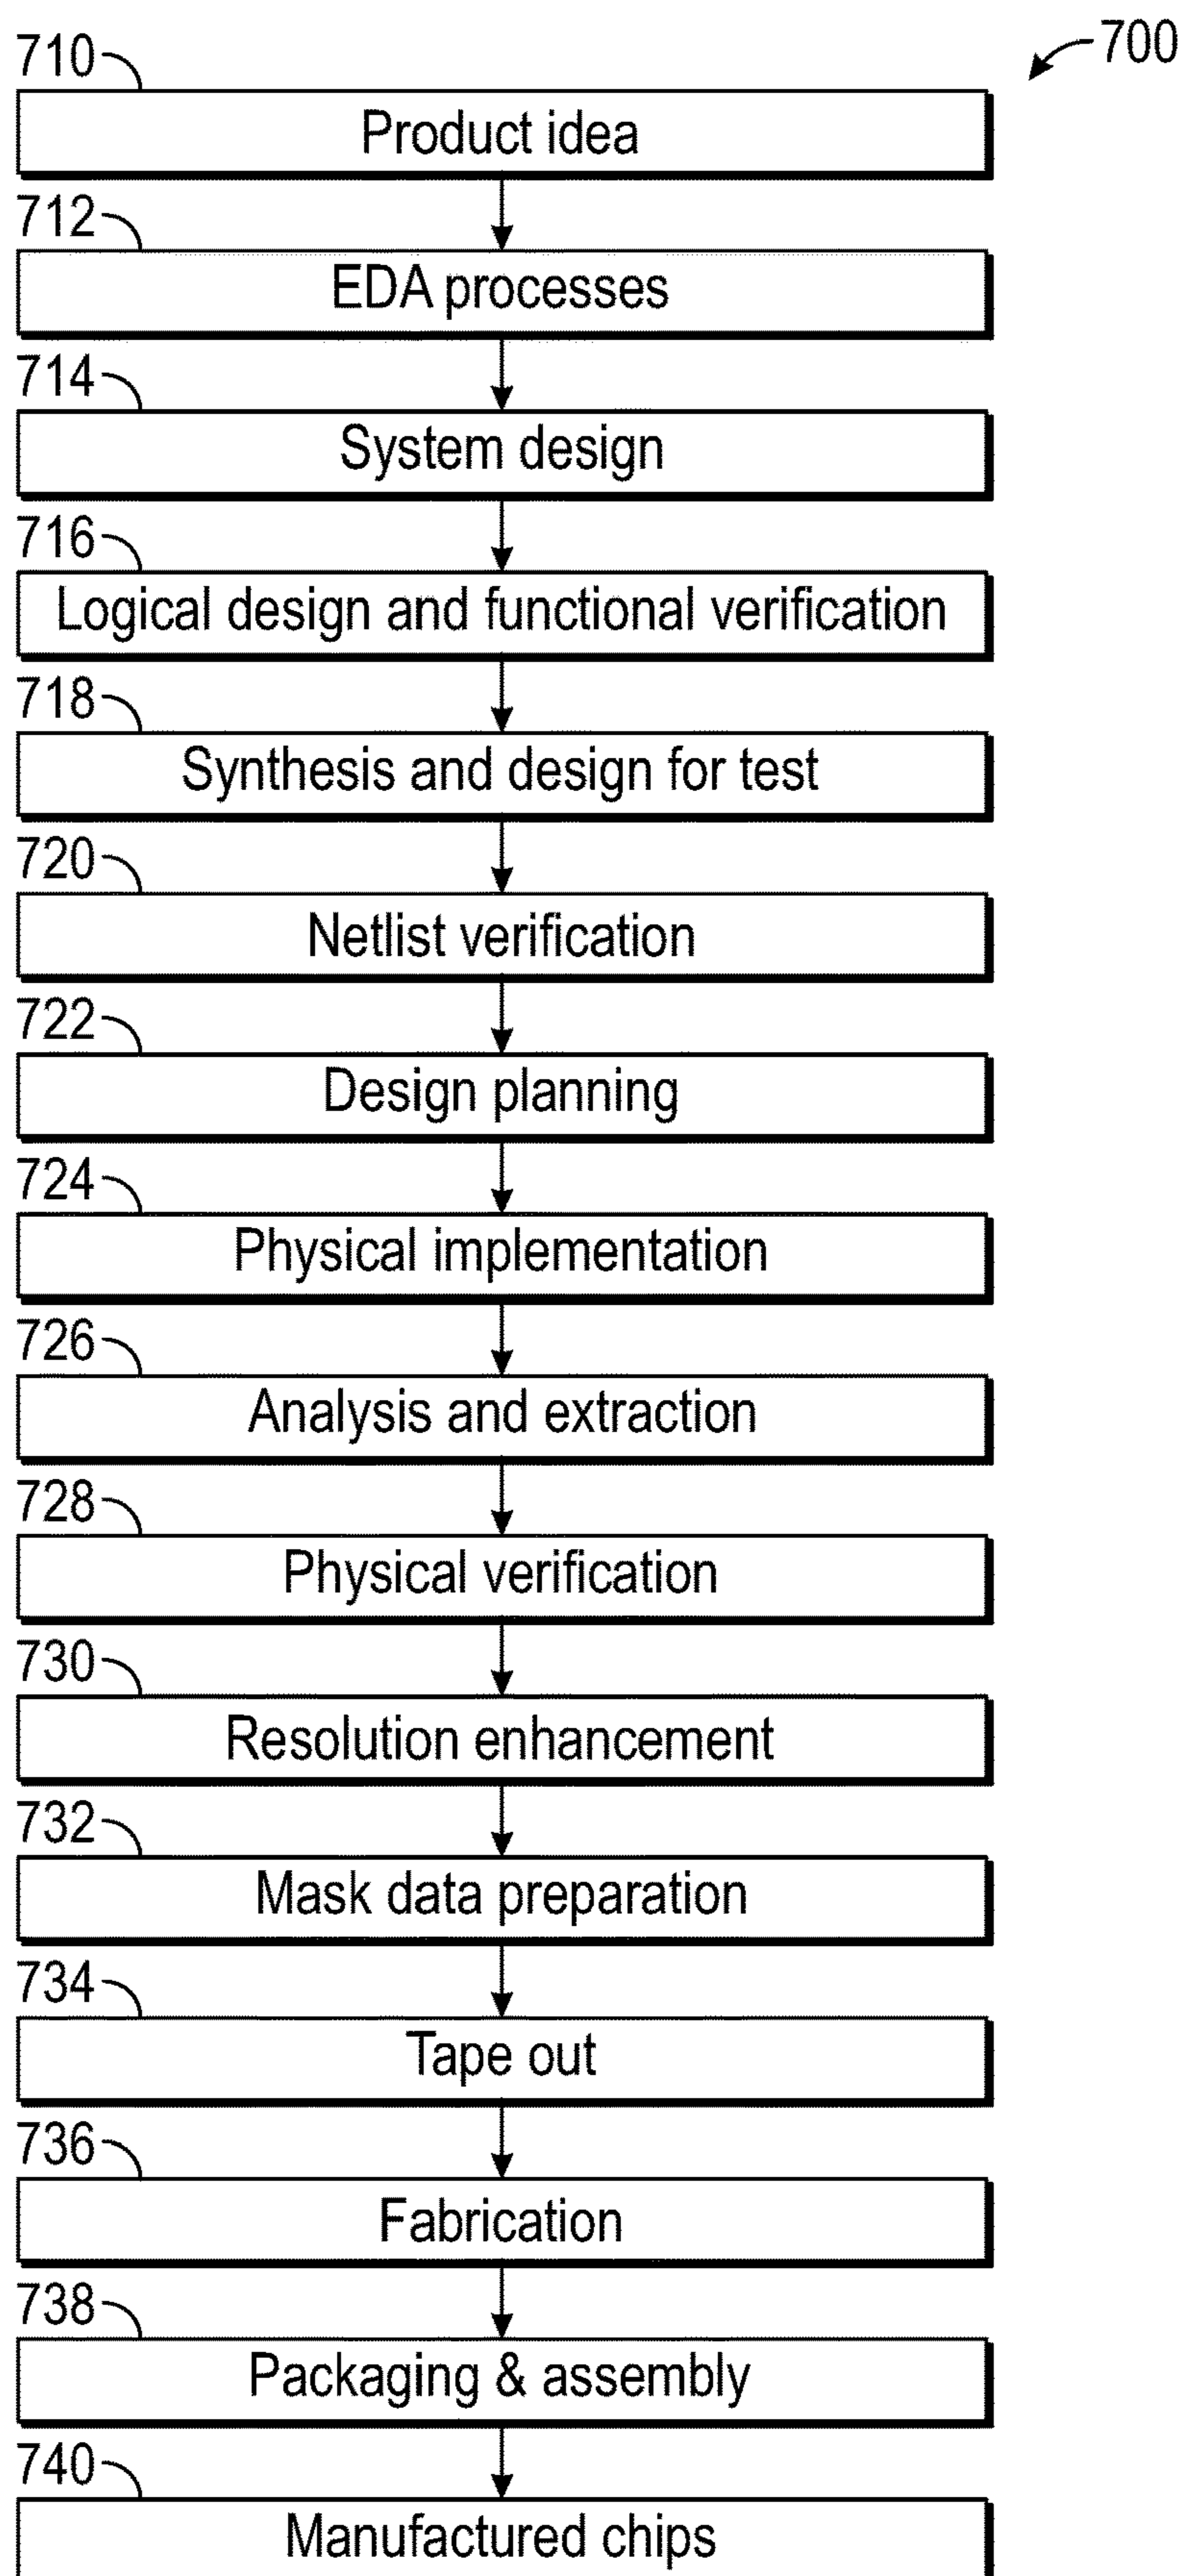 700
710
Product idea
712
EDA processes
714
System design
716
Logical design and functional verification
718
Synthesis and design for test
720
Netlist verification
722
Design planning
724
Physical implementation
726
Analysis and extraction
728
Physical verification
730
Resolution enhancement
732
Mask data preparation
734
Tape out
736
Fabrication
738
Packaging & assembly
740
Manufactured chips